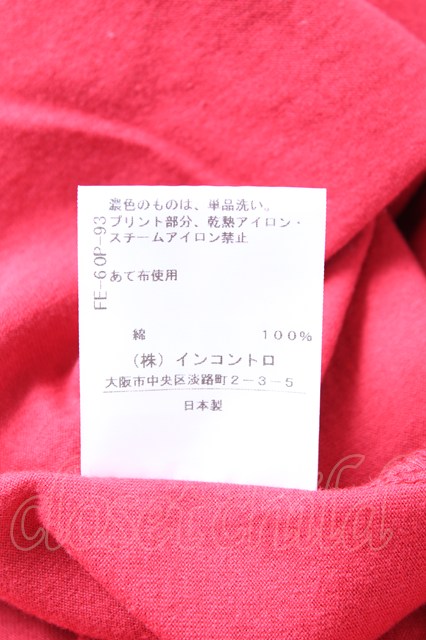 濃色のものは、単品洗い。
プリント部分、乾熱アイロン・
スチームアイロン禁止
あて布使用
FE-60P-93
綿 100%
(株)インコントロ
大阪市中央区淡路町2-3-5
日本製
closet child